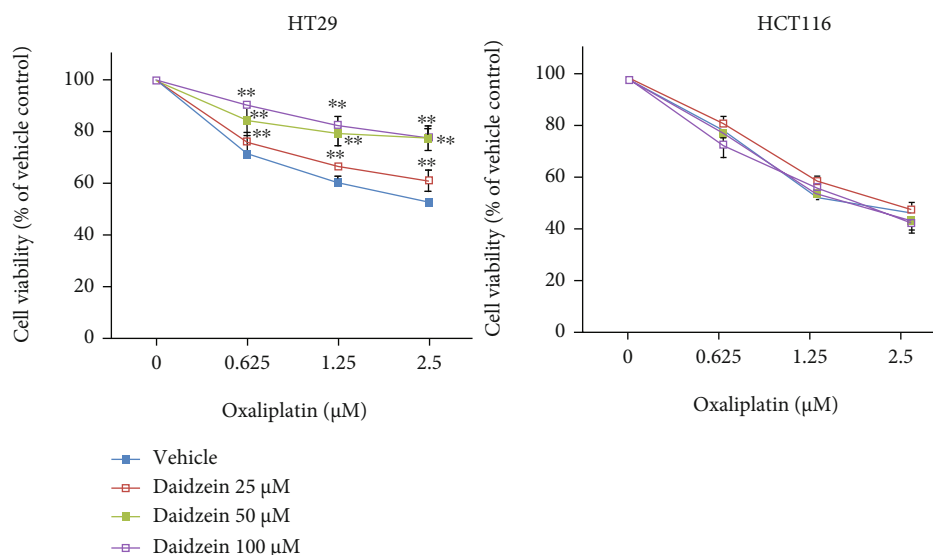 HT29
Cell viability (% of vehicle control)
100
80
60
40
20
0
**
**
**
**
**
**
**
**
**
0
0.625
1.25
2.5
Oxaliplatin (μM)
HCT116
Cell viability (% of vehicle control)
100
80
60
40
20
0
0
0.625
1.25
2.5
Oxaliplatin (μM)
Vehicle
Daidzein 25 μM
Daidzein 50 μM
Daidzein 100 μM